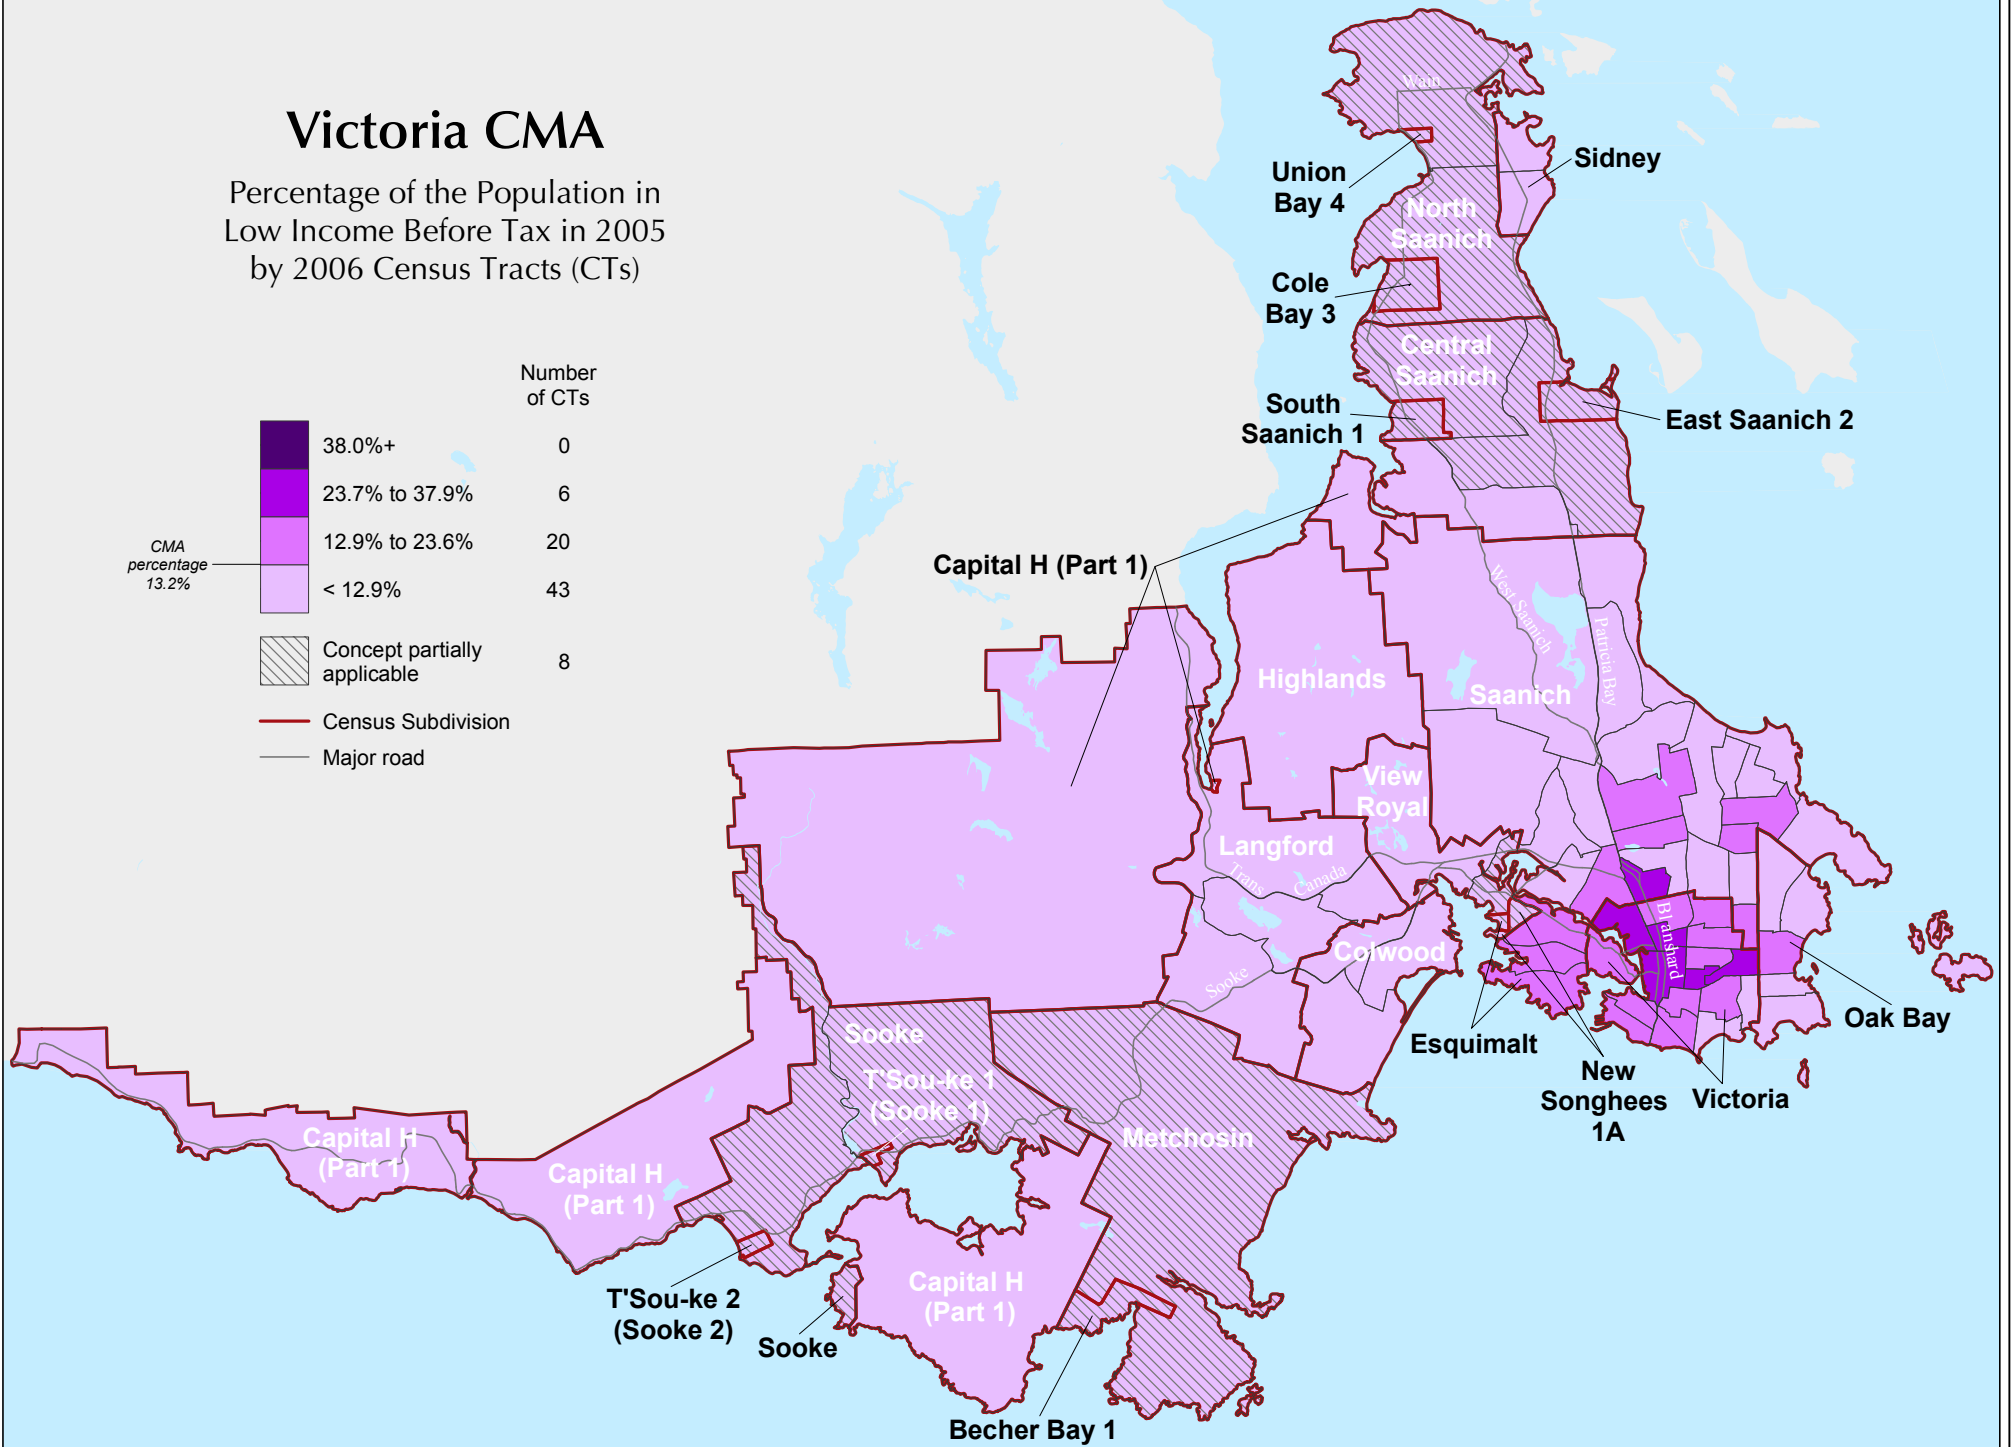 Victoria CMA
Percentage of the Population in
Low Income Before Tax in 2005
by 2006 Census Tracts (CTs)
Number
of CTs
38.0%+ 0
23.7% to 37.9% 6
12.9% to 23.6% 20
< 12.9% 43
CMA
percentage
13.2%
Concept partially
applicable 8
Census Subdivision
Major road
Wain
Union
Bay 4
Sidney
North
Saanich
Cole
Bay 3
Central
Saanich
South
Saanich 1
East Saanich 2
Capital H (Part 1)
West Saanich
Patricia Bay
Highlands
Saanich
View
Royal
Langford
Trans Canada
Blanshard
Colwood
Sooke
Oak Bay
Esquimalt
New
Songhees
1A
Victoria
Sooke
T'Sou-ke 1
(Sooke 1)
Metchosin
Capital H
(Part 1)
Capital H
(Part 1)
Capital H
(Part 1)
T'Sou-ke 2
(Sooke 2)
Sooke
Becher Bay 1